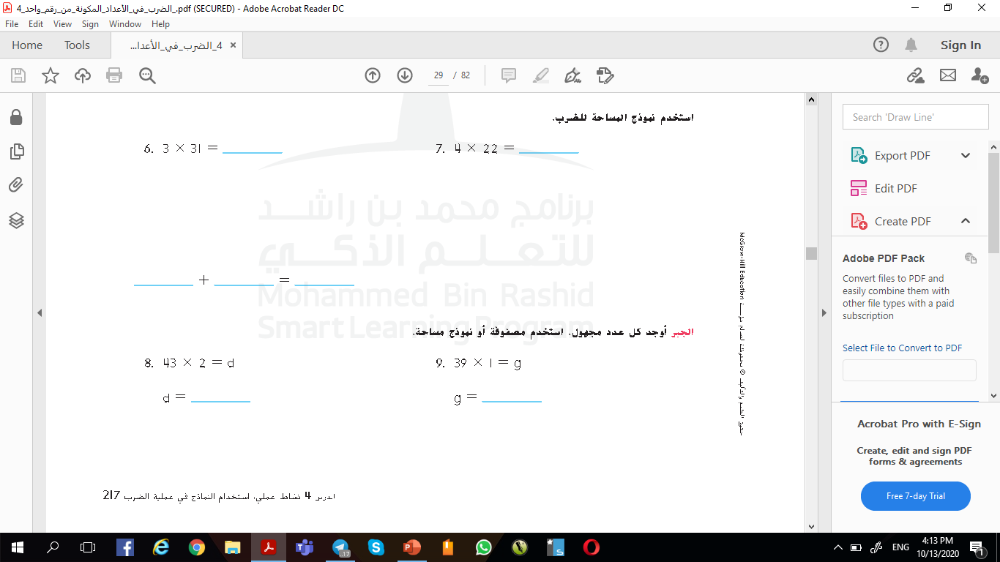 4_الضرب_في_الأعداد_المكونة_من_رقم_واحد_.pdf (SECURED) - Adobe Acrobat Reader DC
File Edit View Sign Window Help
Home Tools 4_الضرب_في_الأعدا... × ? Sign In
29 / 82
Search 'Draw Line'
Export PDF
Edit PDF
Create PDF
Adobe PDF Pack
Convert files to PDF and
easily combine them with
other file types with a paid
subscription
Select File to Convert to PDF
Acrobat Pro with E-Sign
Create, edit and sign PDF
forms & agreements
Free 7-day Trial
استخدم نموذج المساحة للضرب.
6. 3 × 31 = ________ 7. 4 × 22 = ________
برنامج محمد بن راشد
للتعلم الذكي
________ + ________ = ________
Mohammed Bin Rashid
Smart Learning Program
الجبر أوجد كل عدد مجهول. استخدم مصفوفة أو نموذج مساحة.
8. 43 × 2 = d 9. 39 × 1 = g
d = ________ g = ________
حقوق الطبع والتأليف © محفوظة لصالح مؤسسة McGraw-Hill Education
الدرس 4 نشاط عملي: استخدام النماذج في عملية الضرب 217
.17
ENG
4:13 PM
10/13/2020
1